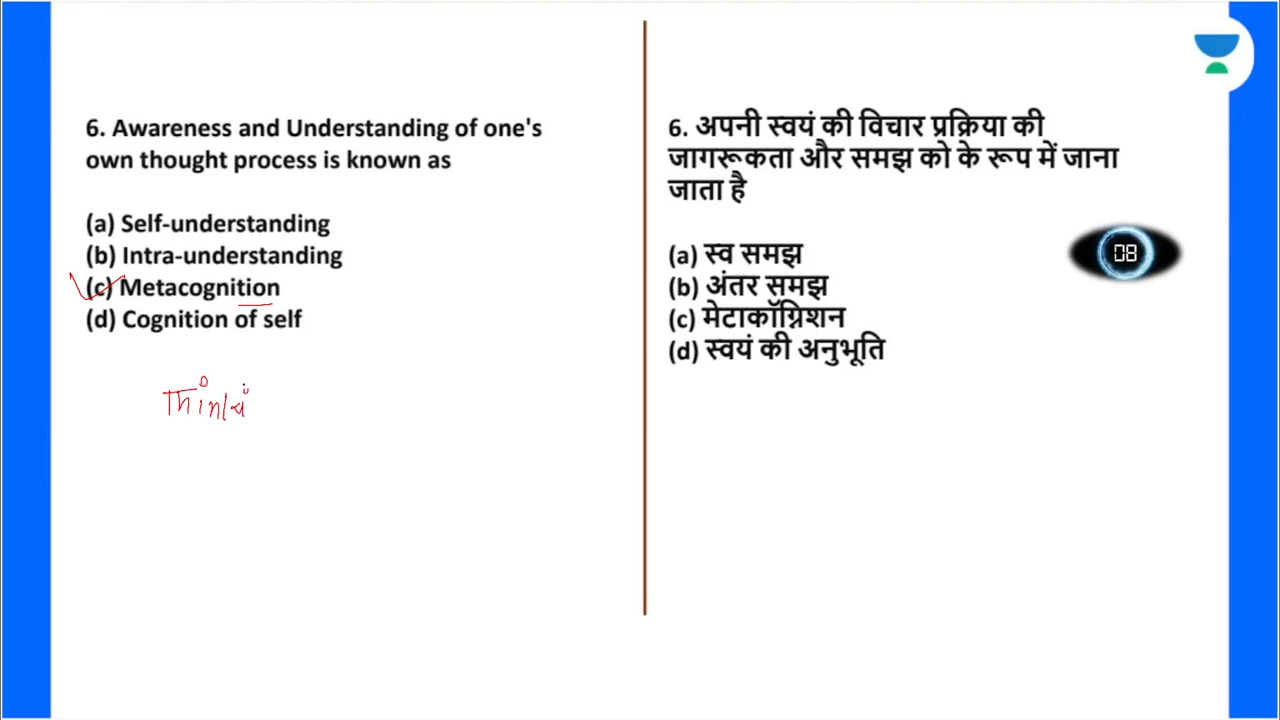 6. Awareness and Understanding of one's
own thought process is known as
(a) Self-understanding
(b) Intra-understanding
(c) Metacognition
(d) Cognition of self
6. अपनी स्वयं की विचार प्रक्रिया की
जागरूकता और समझ को के रूप में जाना
जाता है
(a) स्व समझ
(b) अंतर समझ
(c) मेटाकॉग्निशन
(d) स्वयं की अनुभूति
08
Thinki